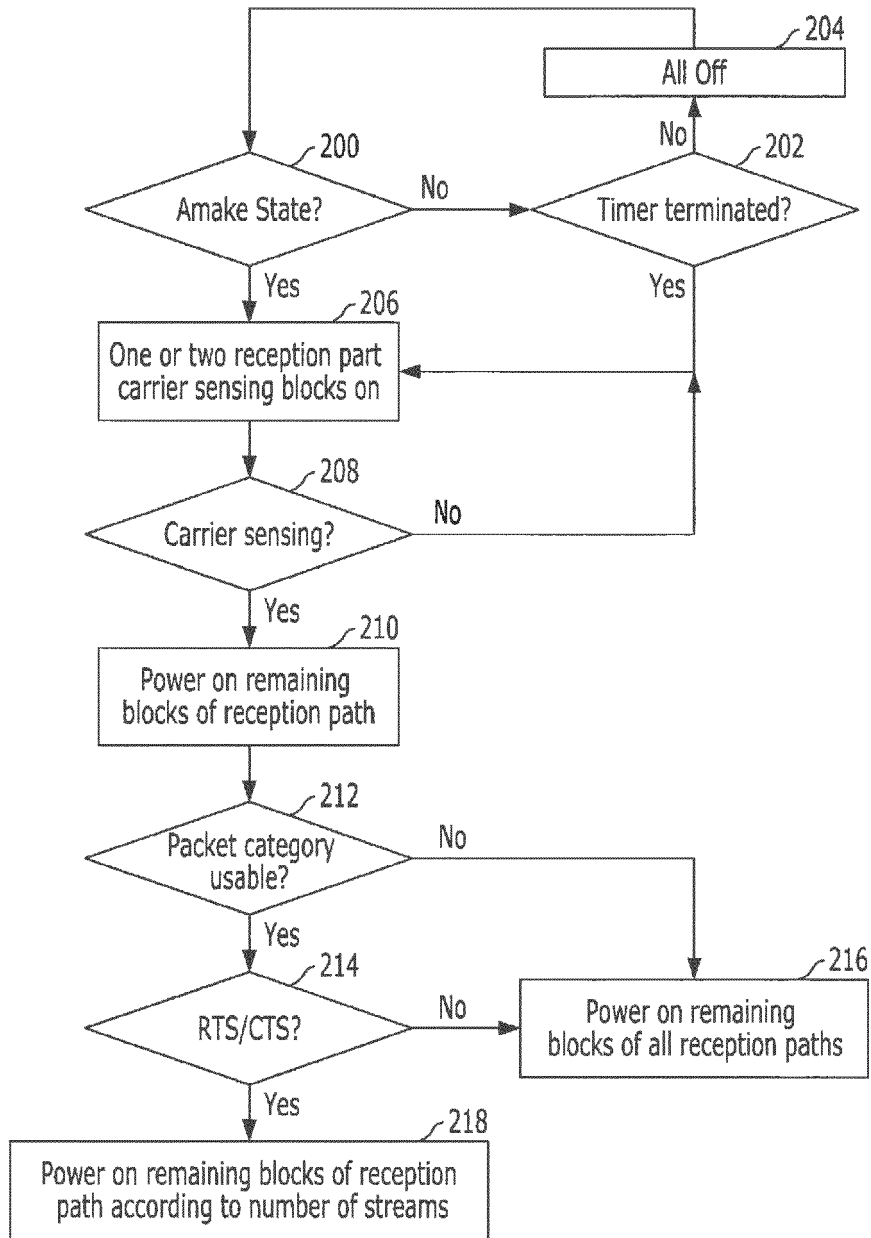 204
All Off
No
200
202
Amake State?
No
Timer terminated?
Yes
Yes
206
One or two reception part
carrier sensing blocks on
208
Carrier sensing?
No
Yes
210
Power on remaining
blocks of reception path
212
Packet category
usable?
No
Yes
214
216
RTS/CTS?
No
Power on remaining
blocks of all reception paths
Yes
218
Power on remaining blocks of reception
path according to number of streams